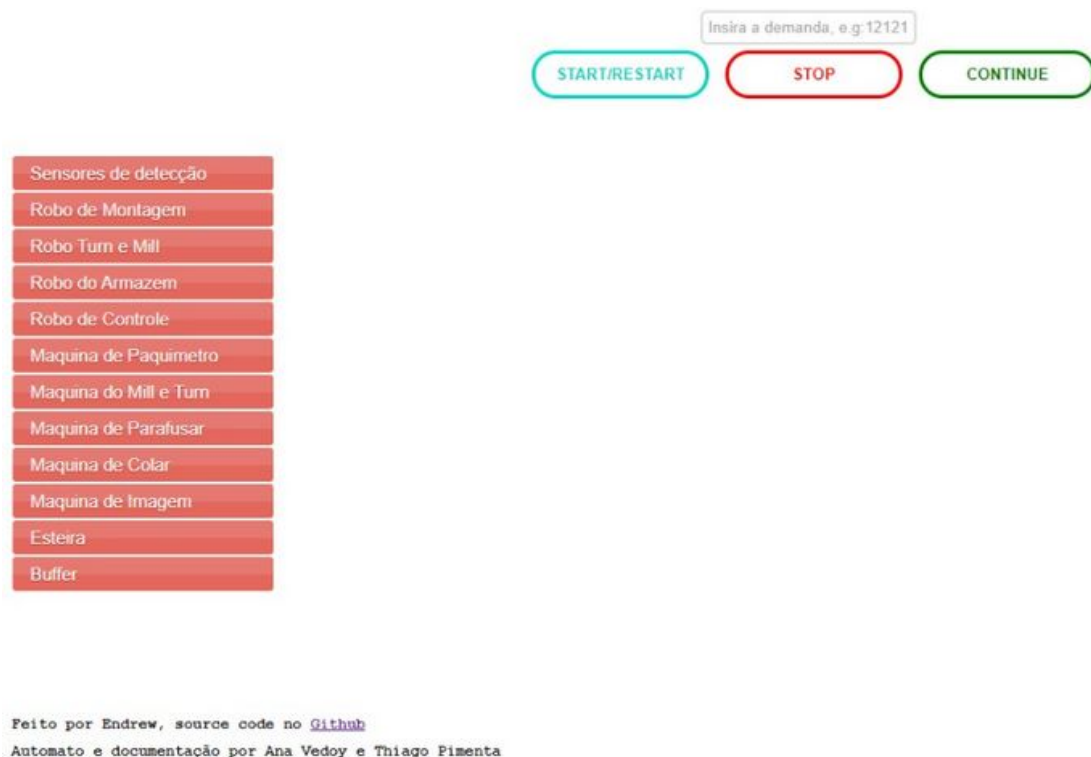 Insira a demanda, e.g:12121
START/RESTART STOP CONTINUE
Sensores de detecção
Robo de Montagem
Robo Turn e Mill
Robo do Armazem
Robo de Controle
Maquina de Paquimetro
Maquina do Mill e Turn
Maquina de Parafusar
Maquina de Colar
Maquina de Imagem
Esteira
Buffer
Feito por Endrew, source code no Github
Automato e documentação por Ana Vedoy e Thiago Pimenta